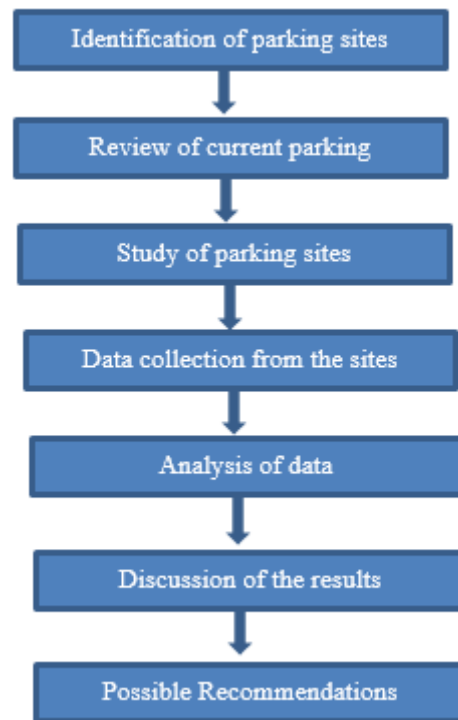 Identification of parking sites
Review of current parking
Study of parking sites
Data collection from the sites
Analysis of data
Discussion of the results
Possible Recommendations